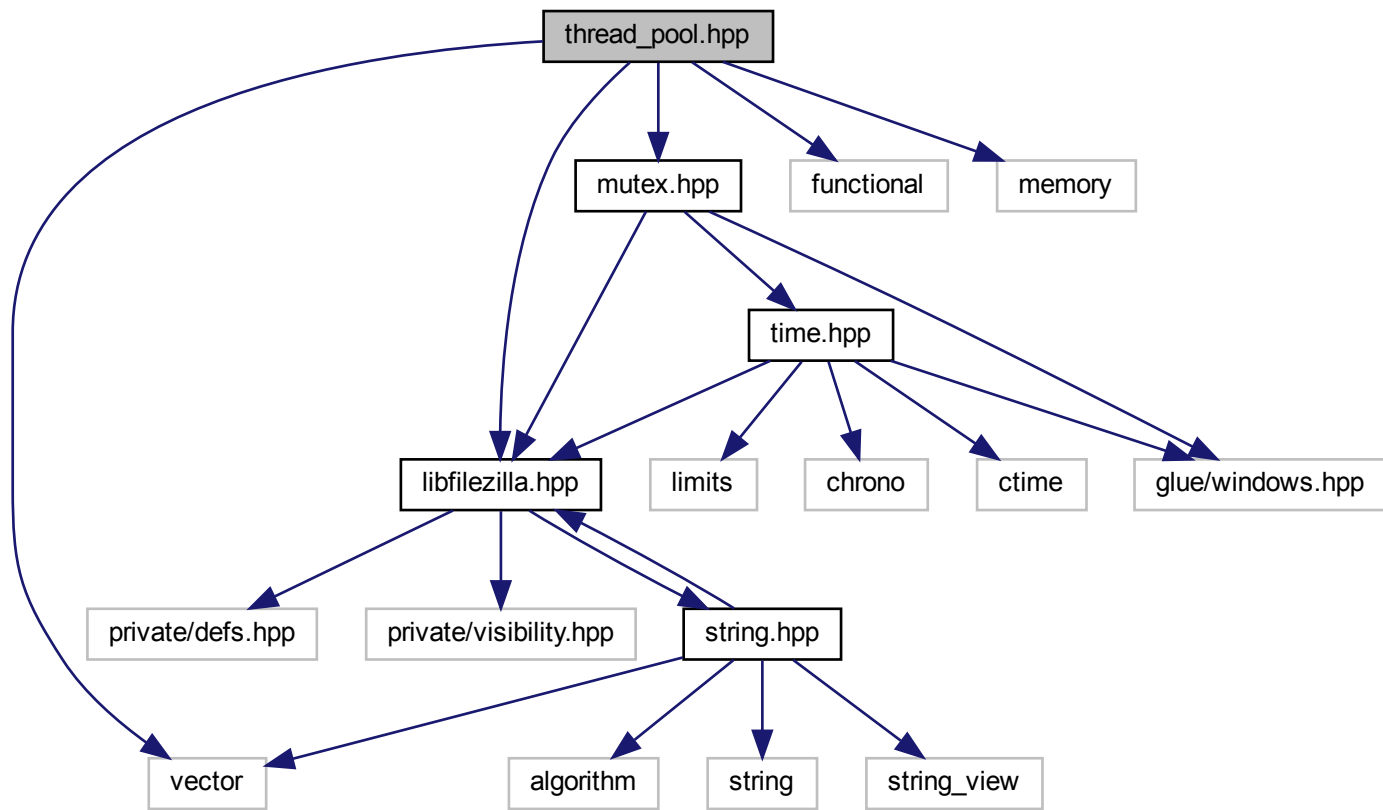 thread_pool.hpp
mutex.hpp
functional
memory
time.hpp
libfilezilla.hpp
limits
chrono
ctime
glue/windows.hpp
private/defs.hpp
private/visibility.hpp
string.hpp
vector
algorithm
string
string_view